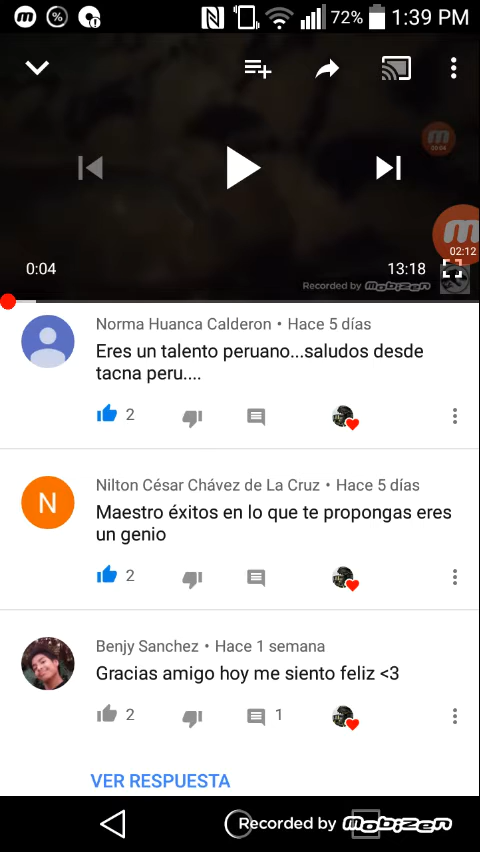 72% 1:39 PM
00:04
02:12
0:04
13:18
Recorded by Mobizen
Norma Huanca Calderon • Hace 5 días
Eres un talento peruano...saludos desde
tacna peru....
2
Nilton César Chávez de La Cruz • Hace 5 días
N
Maestro éxitos en lo que te propongas eres
un genio
2
Benjy Sanchez • Hace 1 semana
Gracias amigo hoy me siento feliz <3
2
1
VER RESPUESTA
Recorded by Mobizen